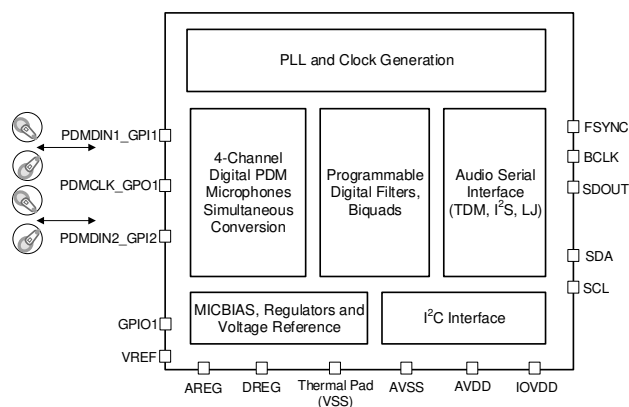 PLL and Clock Generation
PDMDIN1_GPI1
PDMCLK_GPO1
PDMDIN2_GPI2
GPIO1
VREF
4-Channel
Digital PDM
Microphones
Simultaneous
Conversion
Programmable
Digital Filters,
Biquads
Audio Serial
Interface
(TDM, I²S, LJ)
FSYNC
BCLK
SDOUT
SDA
SCL
MICBIAS, Regulators and
Voltage Reference
I²C Interface
AREG
DREG
Thermal Pad
(VSS)
AVSS
AVDD
IOVDD